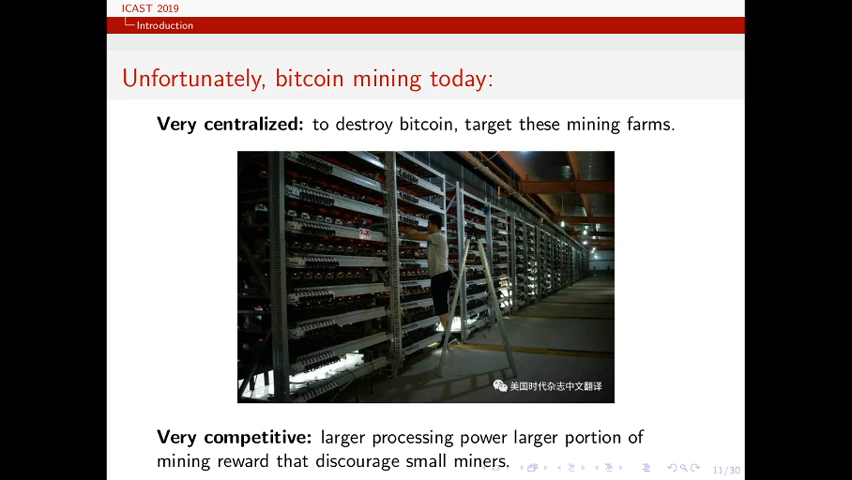 ICAST 2019
Introduction
Unfortunately, bitcoin mining today:
Very centralized: to destroy bitcoin, target these mining farms.
美国时代杂志中文翻译
Very competitive: larger processing power larger portion of
mining reward that discourage small miners.
11/30